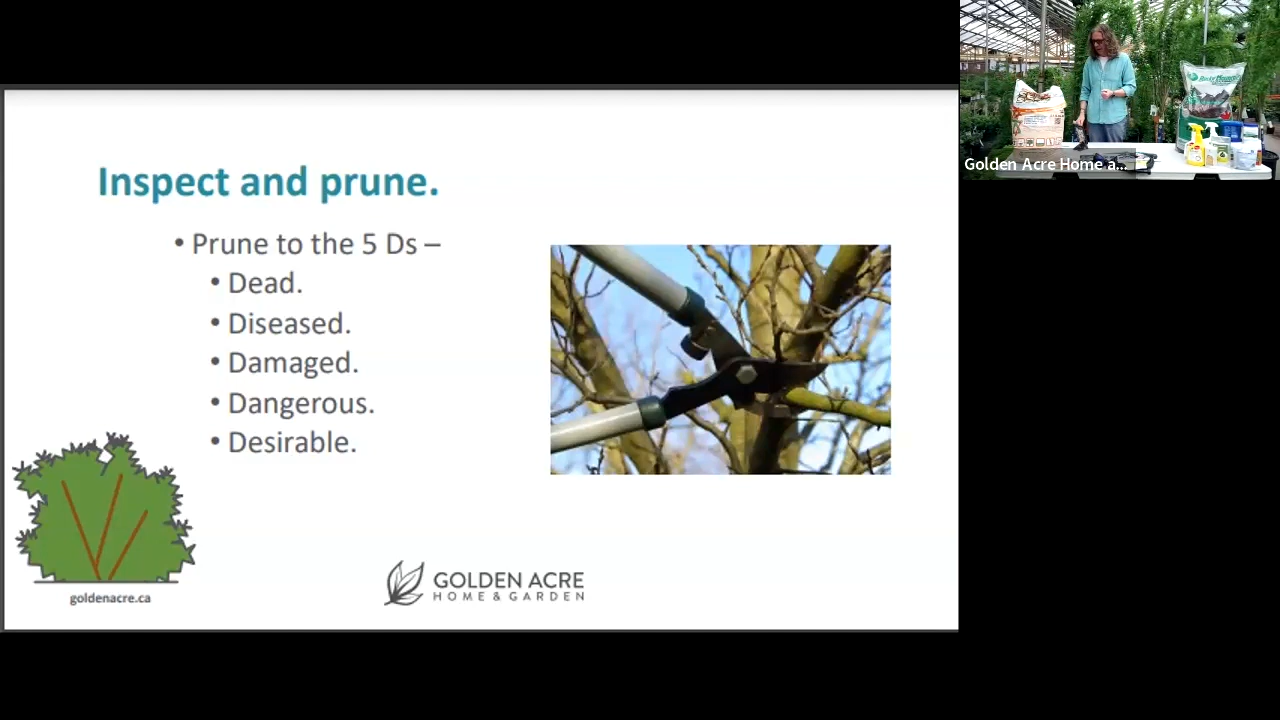 Inspect and prune.
• Prune to the 5 Ds –
• Dead.
• Diseased.
• Damaged.
• Dangerous.
• Desirable.
goldenacre.ca
GOLDEN ACRE
HOME & GARDEN
Golden Acre Home a...